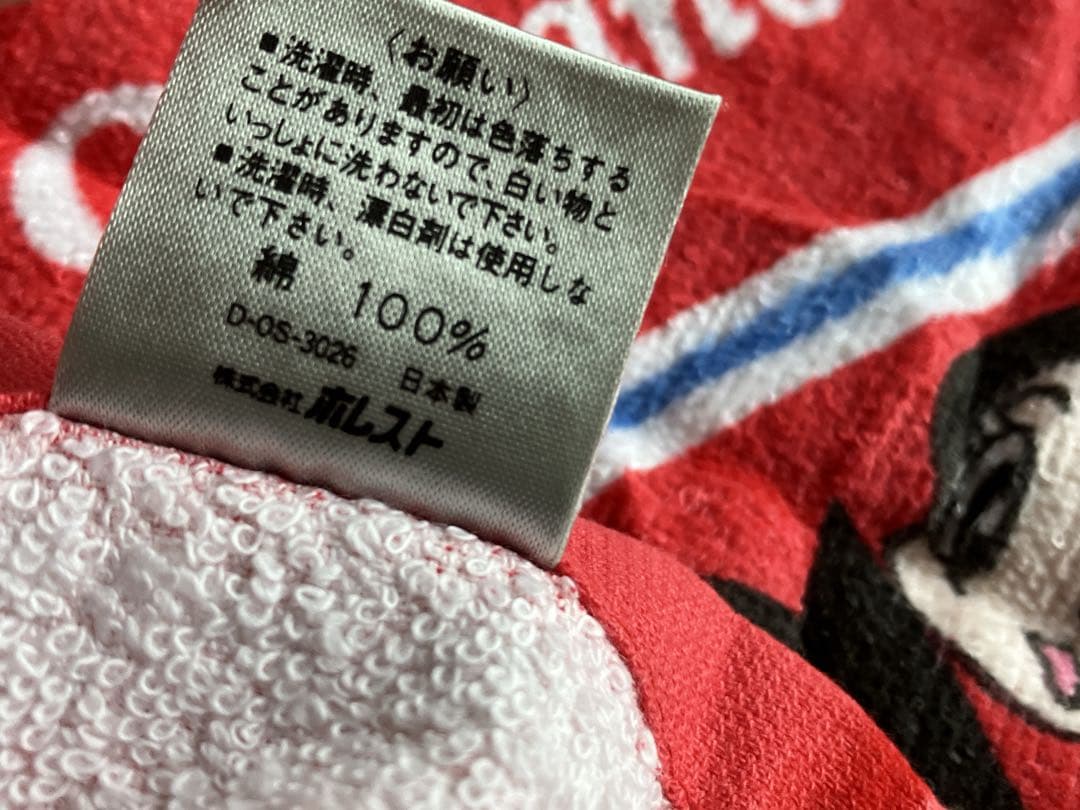 〈お願い〉
■洗濯時、最初は色落ちする
ことがありますので、白い物と
いっしょに洗わないで下さい。
■洗濯時、漂白剤は使用しな
いで下さい。
綿 100%
D-OS-3026 日本製
株式会社ホレスト